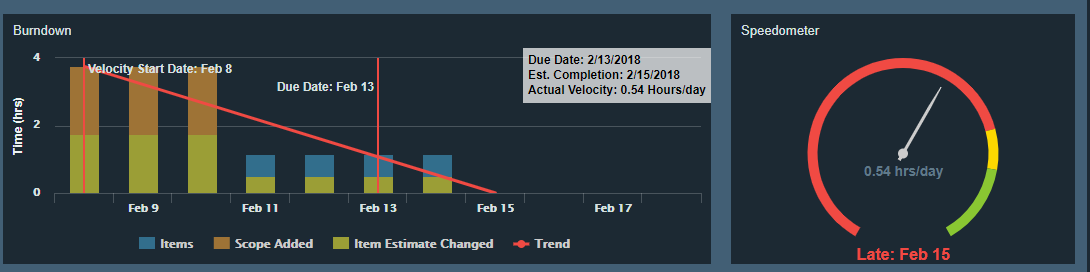 Burndown
Velocity Start Date: Feb 8
Due Date: Feb 13
Due Date: 2/13/2018
Est. Completion: 2/15/2018
Actual Velocity: 0.54 Hours/day
Time (hrs)
4
2
0
Feb 9 Feb 11 Feb 13 Feb 15 Feb 17
Items Scope Added Item Estimate Changed Trend
Speedometer
0.54 hrs/day
Late: Feb 15